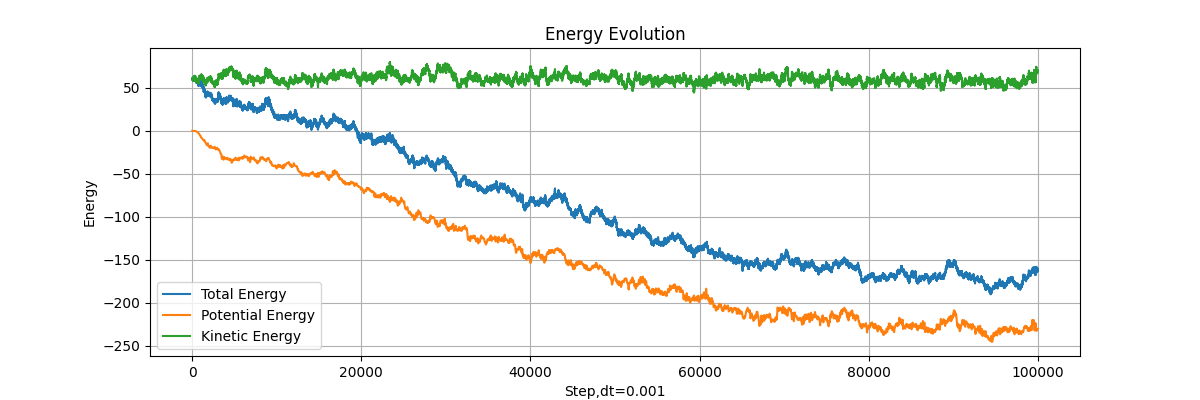 Energy Evolution
Energy
50
0
−50
−100
−150
−200
−250
Total Energy
Potential Energy
Kinetic Energy
0 20000 40000 60000 80000 100000
Step,dt=0.001